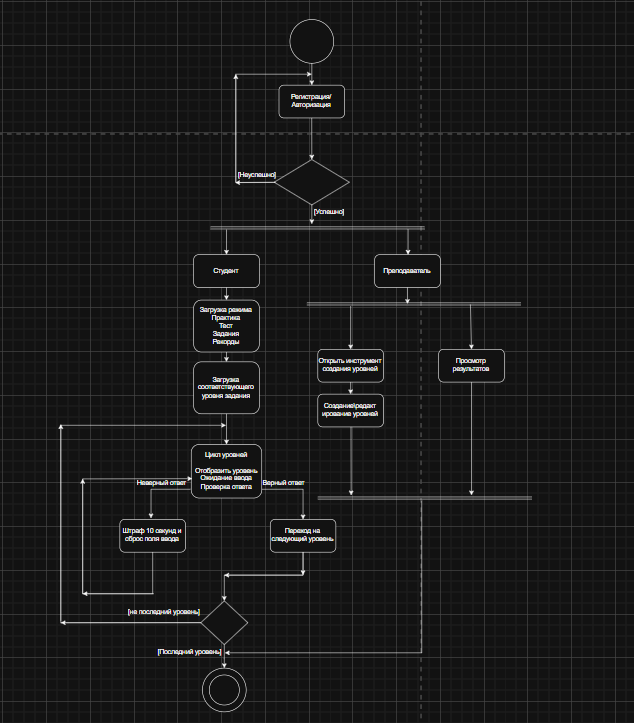 Регистрация/
Авторизация
[Неуспешно]
[Успешно]
Студент
Преподаватель
Загрузка режима
Практика
Тест
Задания
Рекорды
Открыть инструмент
создания уровней
Просмотр
результатов
Загрузка
соответствующего
уровня задания
Создание\редакт
ирование уровней
Цикл уровней
Отобразить уровень
Ожидание ввода
Проверка ответа
Неверный ответ
Верный ответ
Штраф 10 секунд и
сброс поля ввода
Переход на
следующий уровень
[не последний уровень]
[Последний уровень]